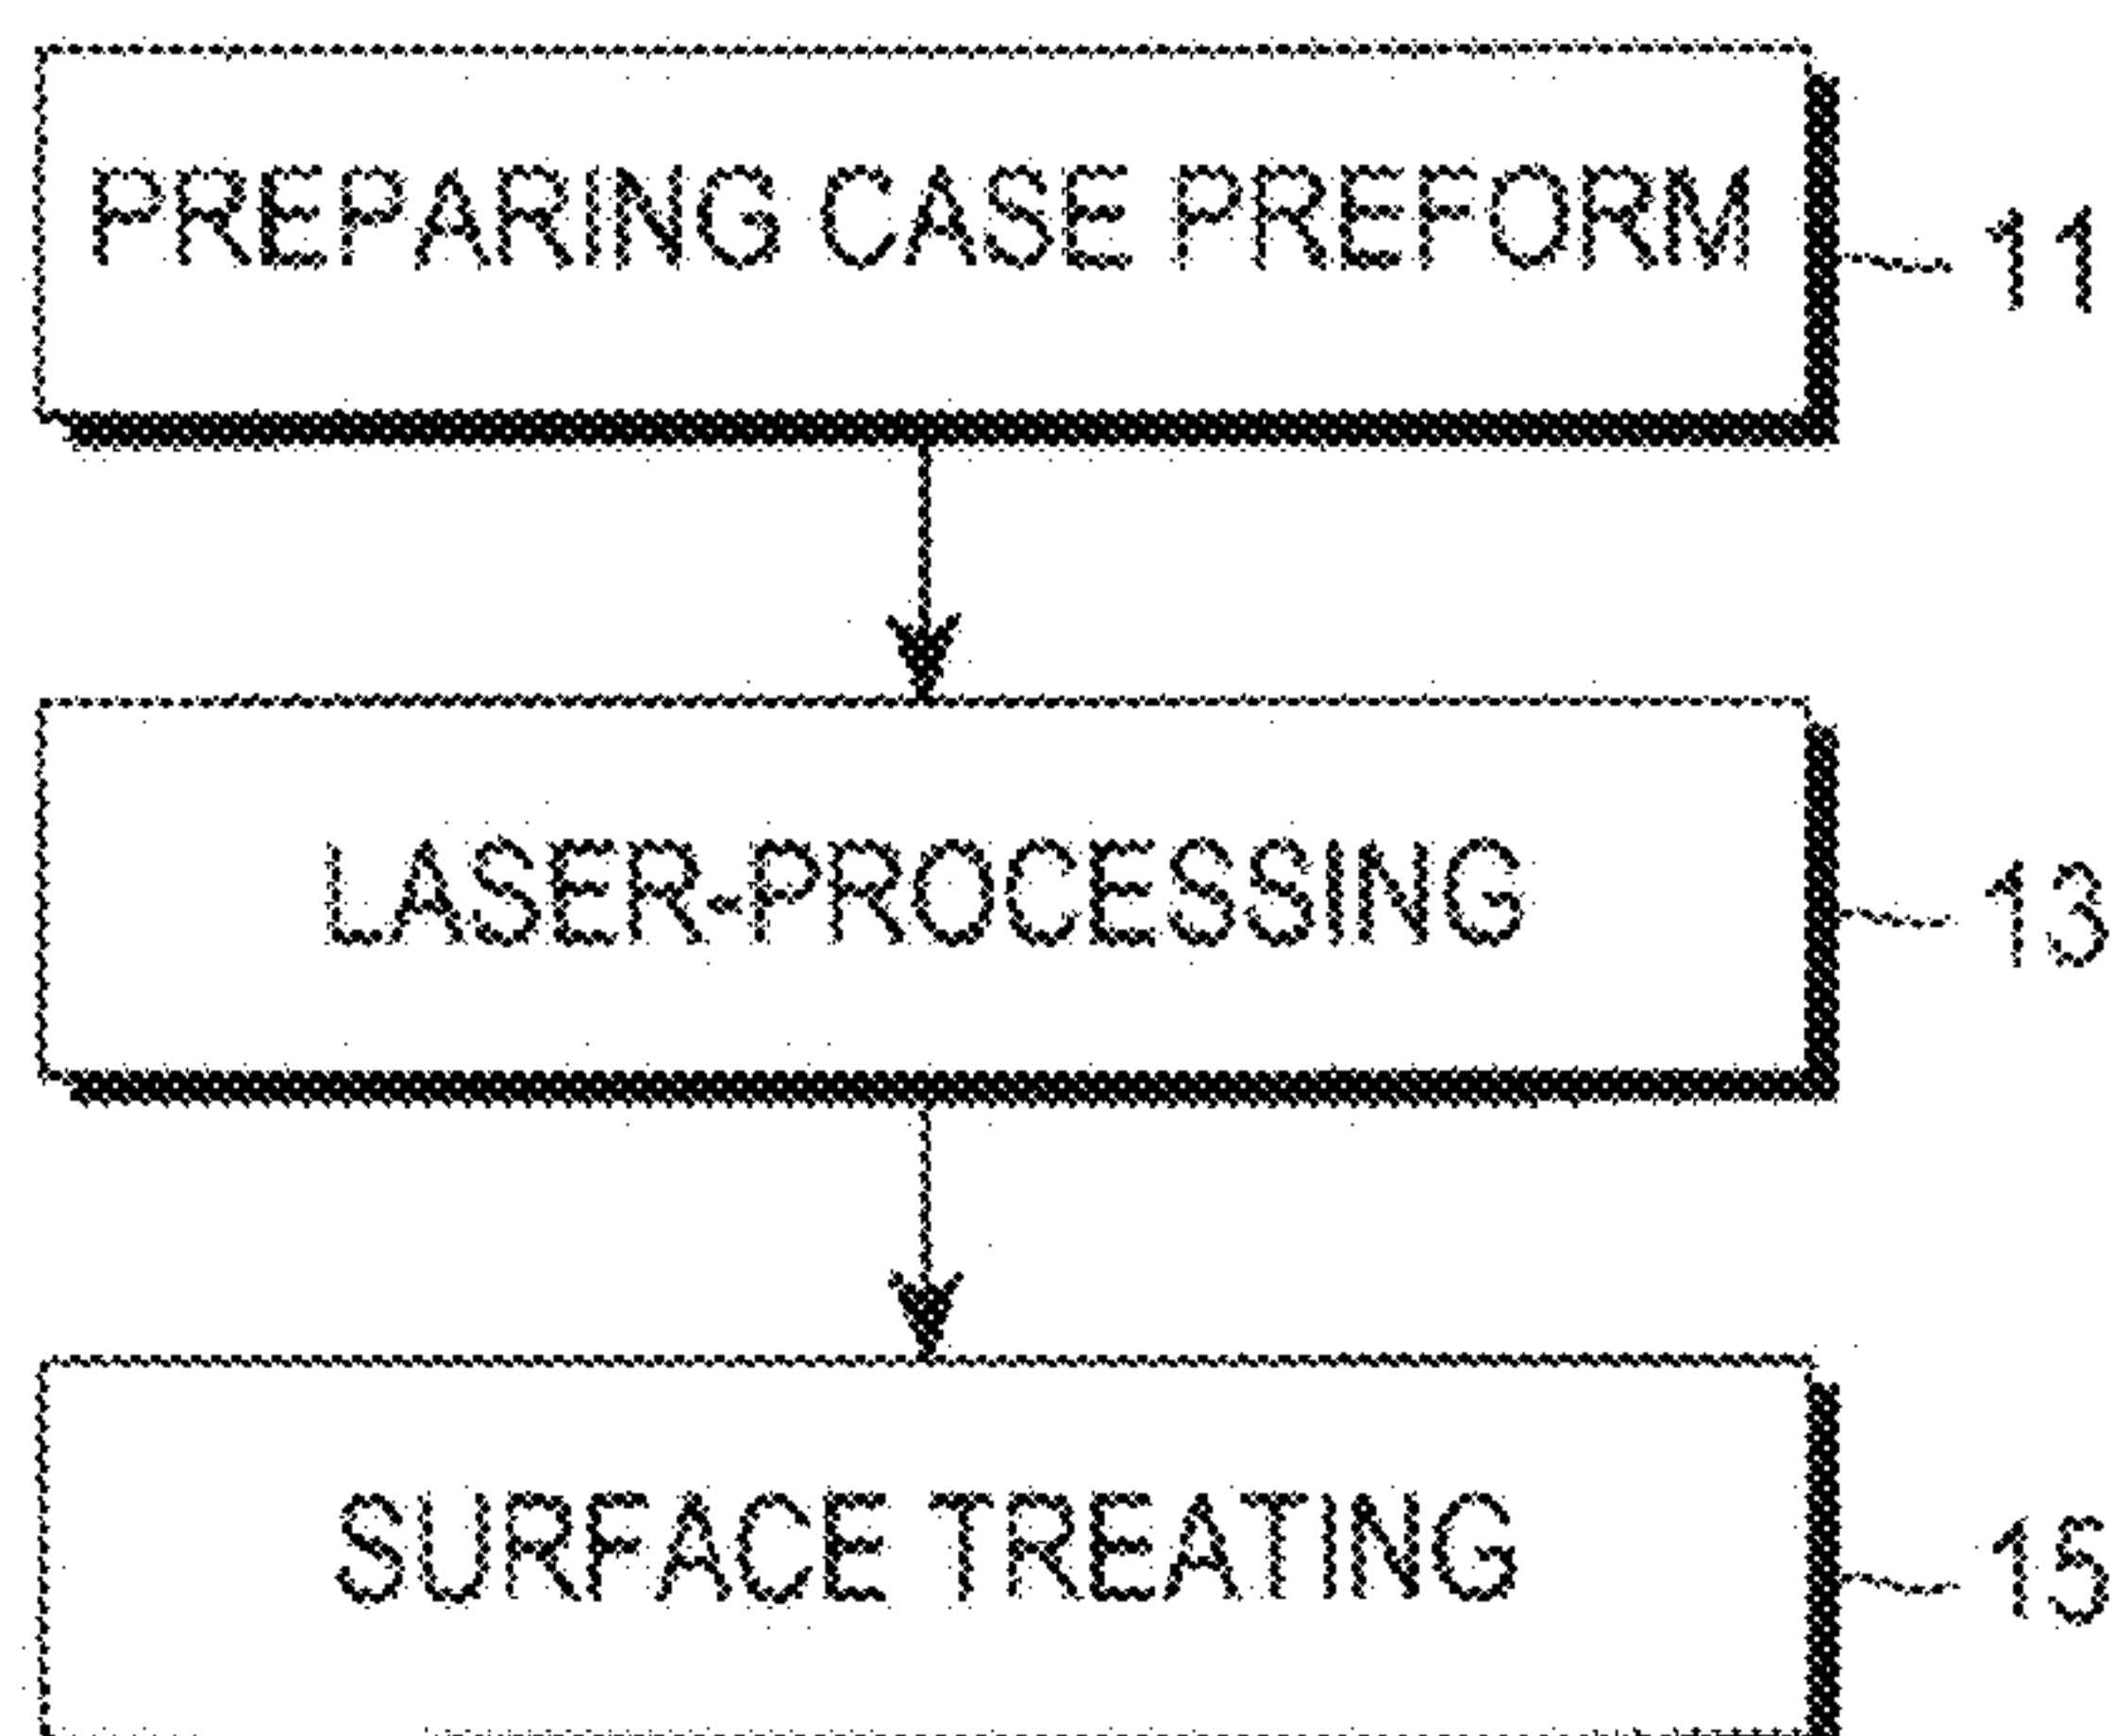 PREPARING CASE PREFORM 11
LASER-PROCESSING 13
SURFACE TREATING 15